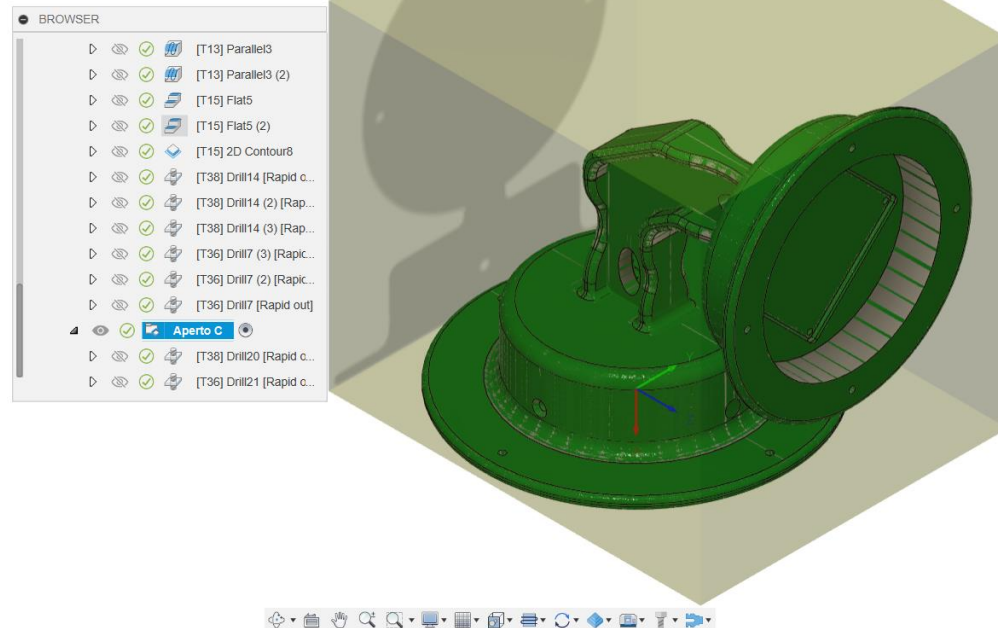 BROWSER
[T13] Parallel3
[T13] Parallel3 (2)
[T15] Flat5
[T15] Flat5 (2)
[T15] 2D Contour8
[T38] Drill14 [Rapid o...
[T38] Drill14 (2) [Rap...
[T38] Drill14 (3) [Rap...
[T36] Drill7 (3) [Rapic...
[T36] Drill7 (2) [Rapic...
[T36] Drill7 [Rapid out]
Aperto C
[T38] Drill20 [Rapid o...
[T36] Drill21 [Rapid o...